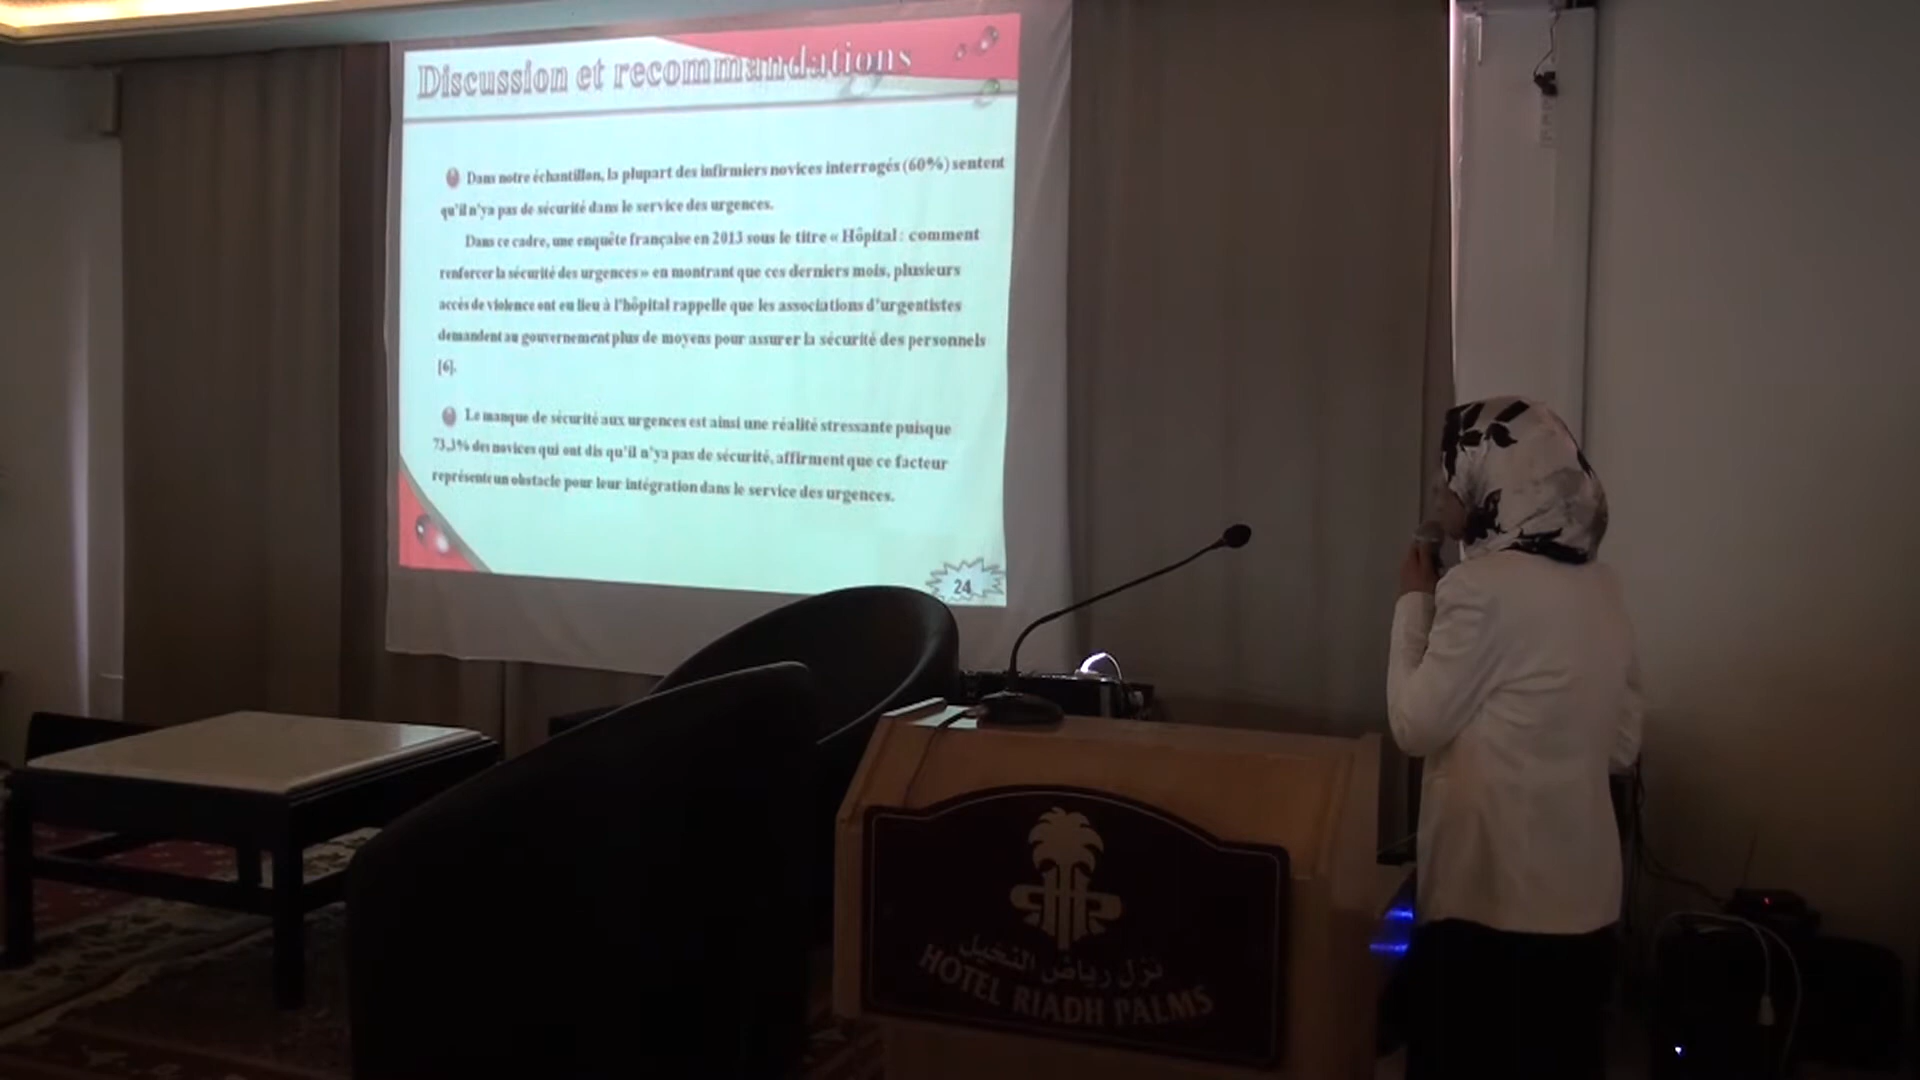 Discussion et recommandations
Dans notre échantillon, la plupart des infirmiers novices interrogés (60%) sentent
qu'il n'ya pas de sécurité dans le service des urgences.
Dans ce cadre, une enquête française en 2013 sous le titre « Hôpital : comment
renforcer la sécurité des urgences » en montrant que ces derniers mois, plusieurs
accés de violence ont eu lieu à l'hôpital rappelle que les associations d'urgentistes
demandent au gouvernement plus de moyens pour assurer la sécurité des personnels
[6].
Le manque de sécurité aux urgences est ainsi une réalité stressante puisque
73,3% des novices qui ont dis qu'il n'ya pas de sécurité, affirment que ce facteur
représente un obstacle pour leur intégration dans le service des urgences.
24
نزل رياض النخيل
HOTEL RIADH PALMS